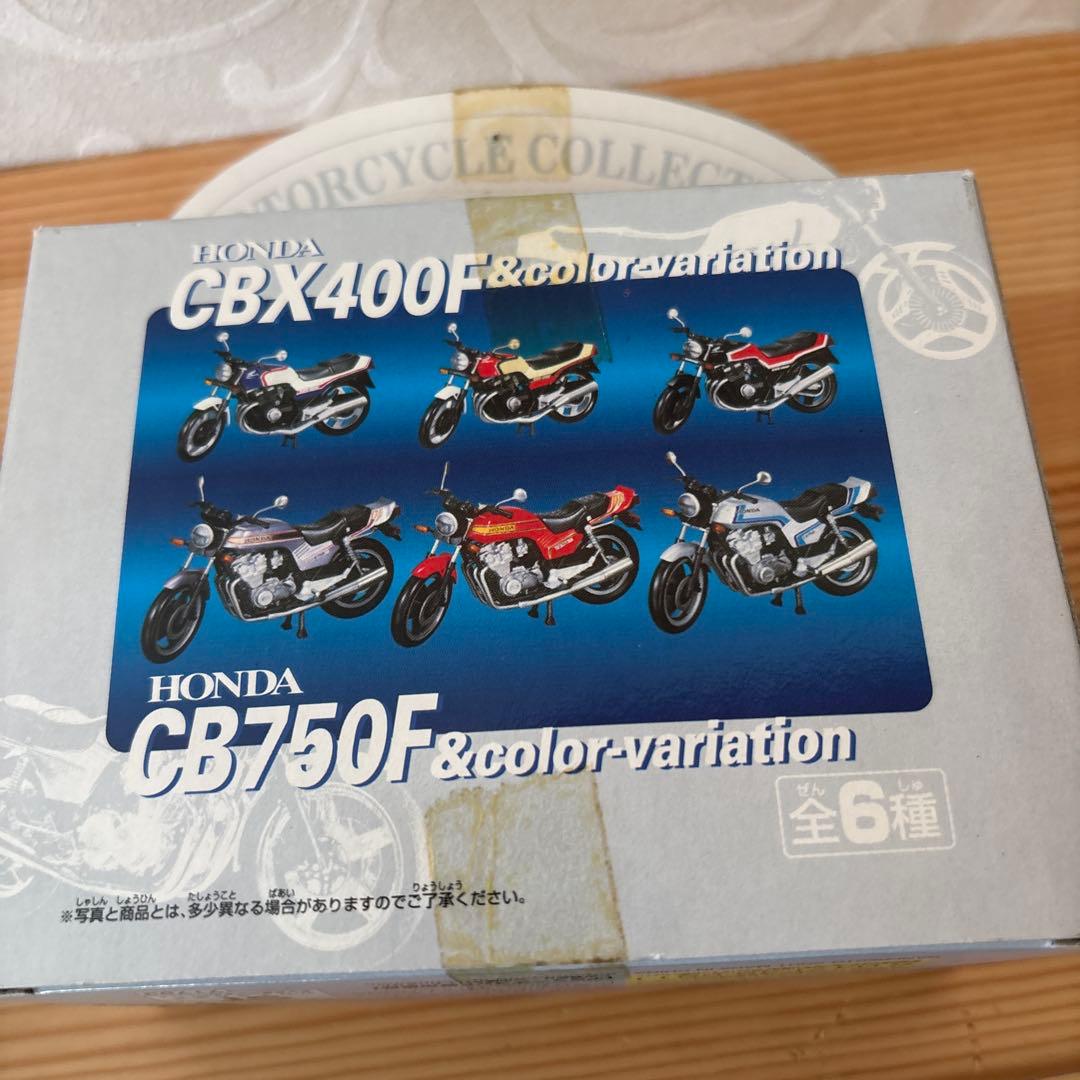 MOTORCYCLE COLLECT
HONDA
CBX400F&color-variation
HONDA
CB750F&color-variation
ぜん しゅ
全6種
しゃしん しょうひん たしょうこと ばあい りょうしょう
※写真と商品とは、多少異なる場合がありますのでご了承ください。